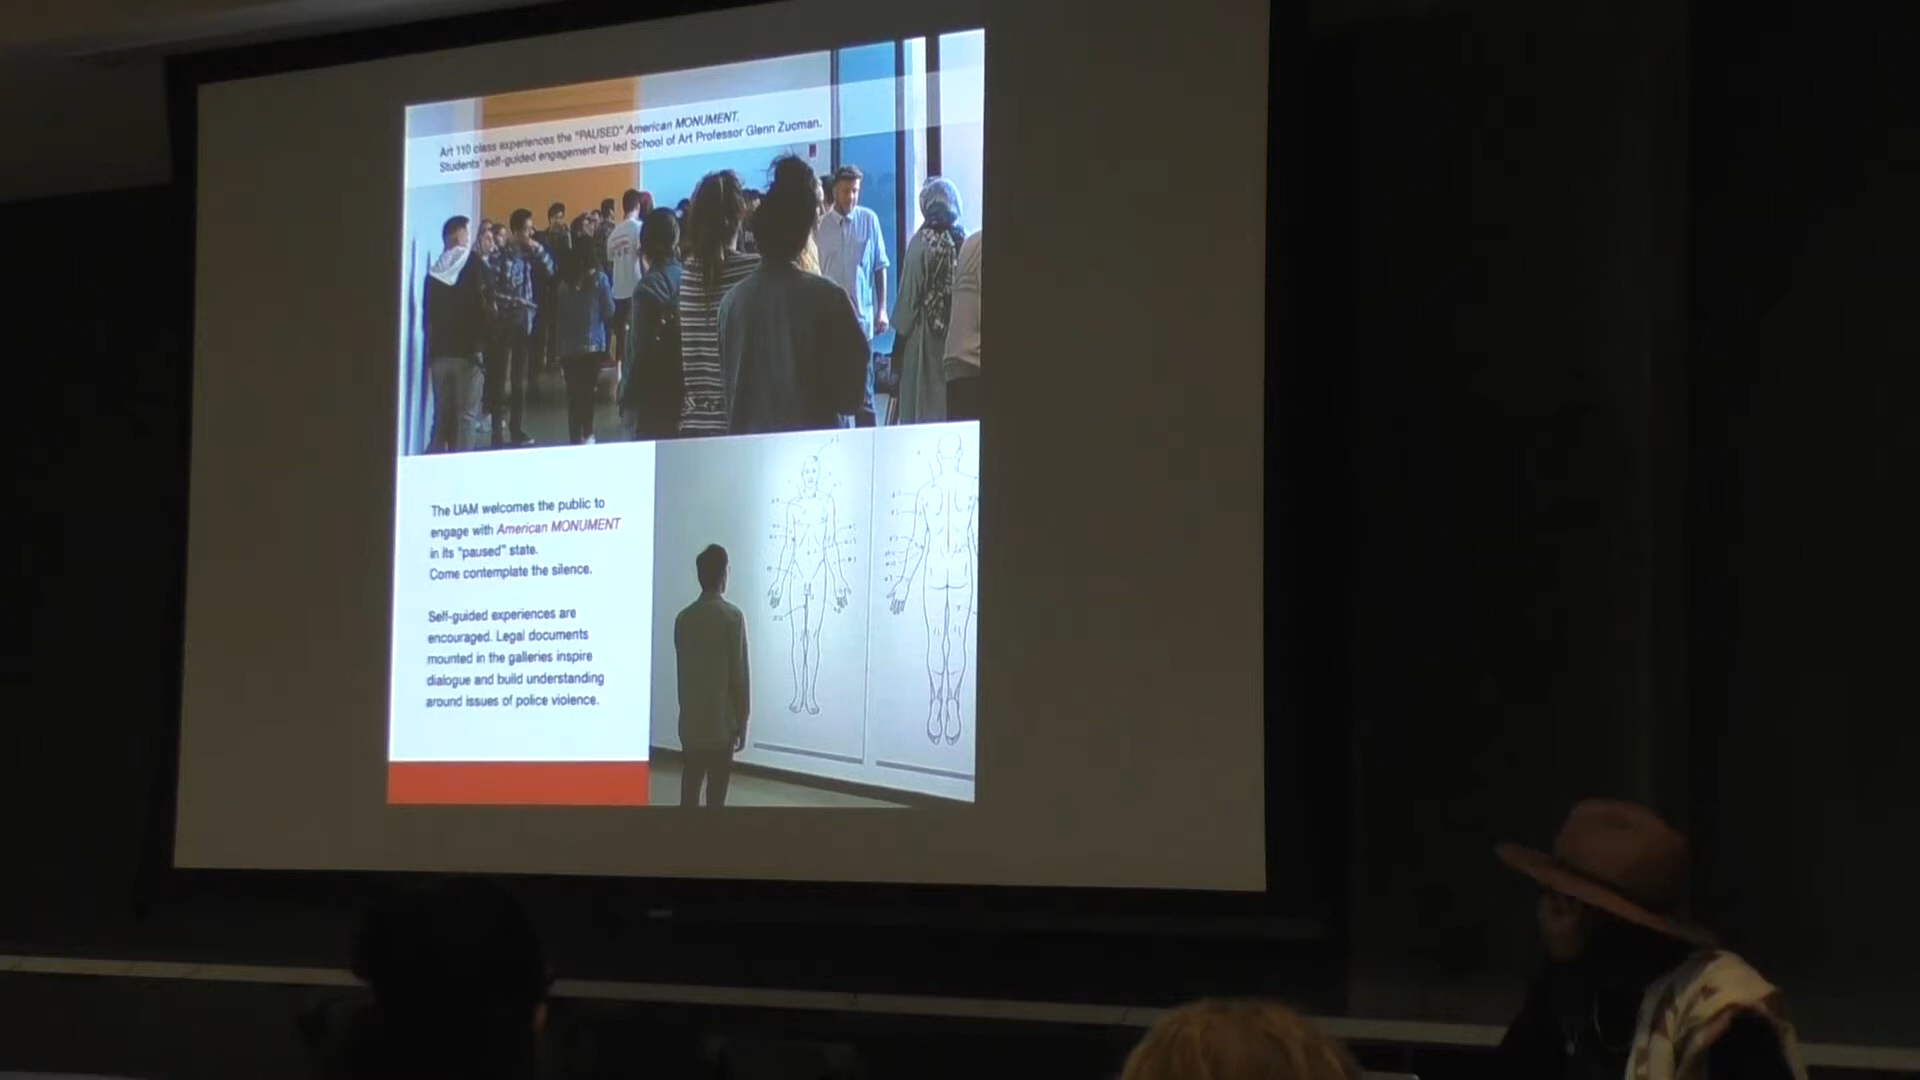 Art 110 class experiences the "PAUSED" American MONUMENT.
Students' self-guided engagement by led School of Art Professor Glenn Zucman.
The UAM welcomes the public to
engage with American MONUMENT
in its "paused" state.
Come contemplate the silence.
Self-guided experiences are
encouraged. Legal documents
mounted in the galleries inspire
dialogue and build understanding
around issues of police violence.